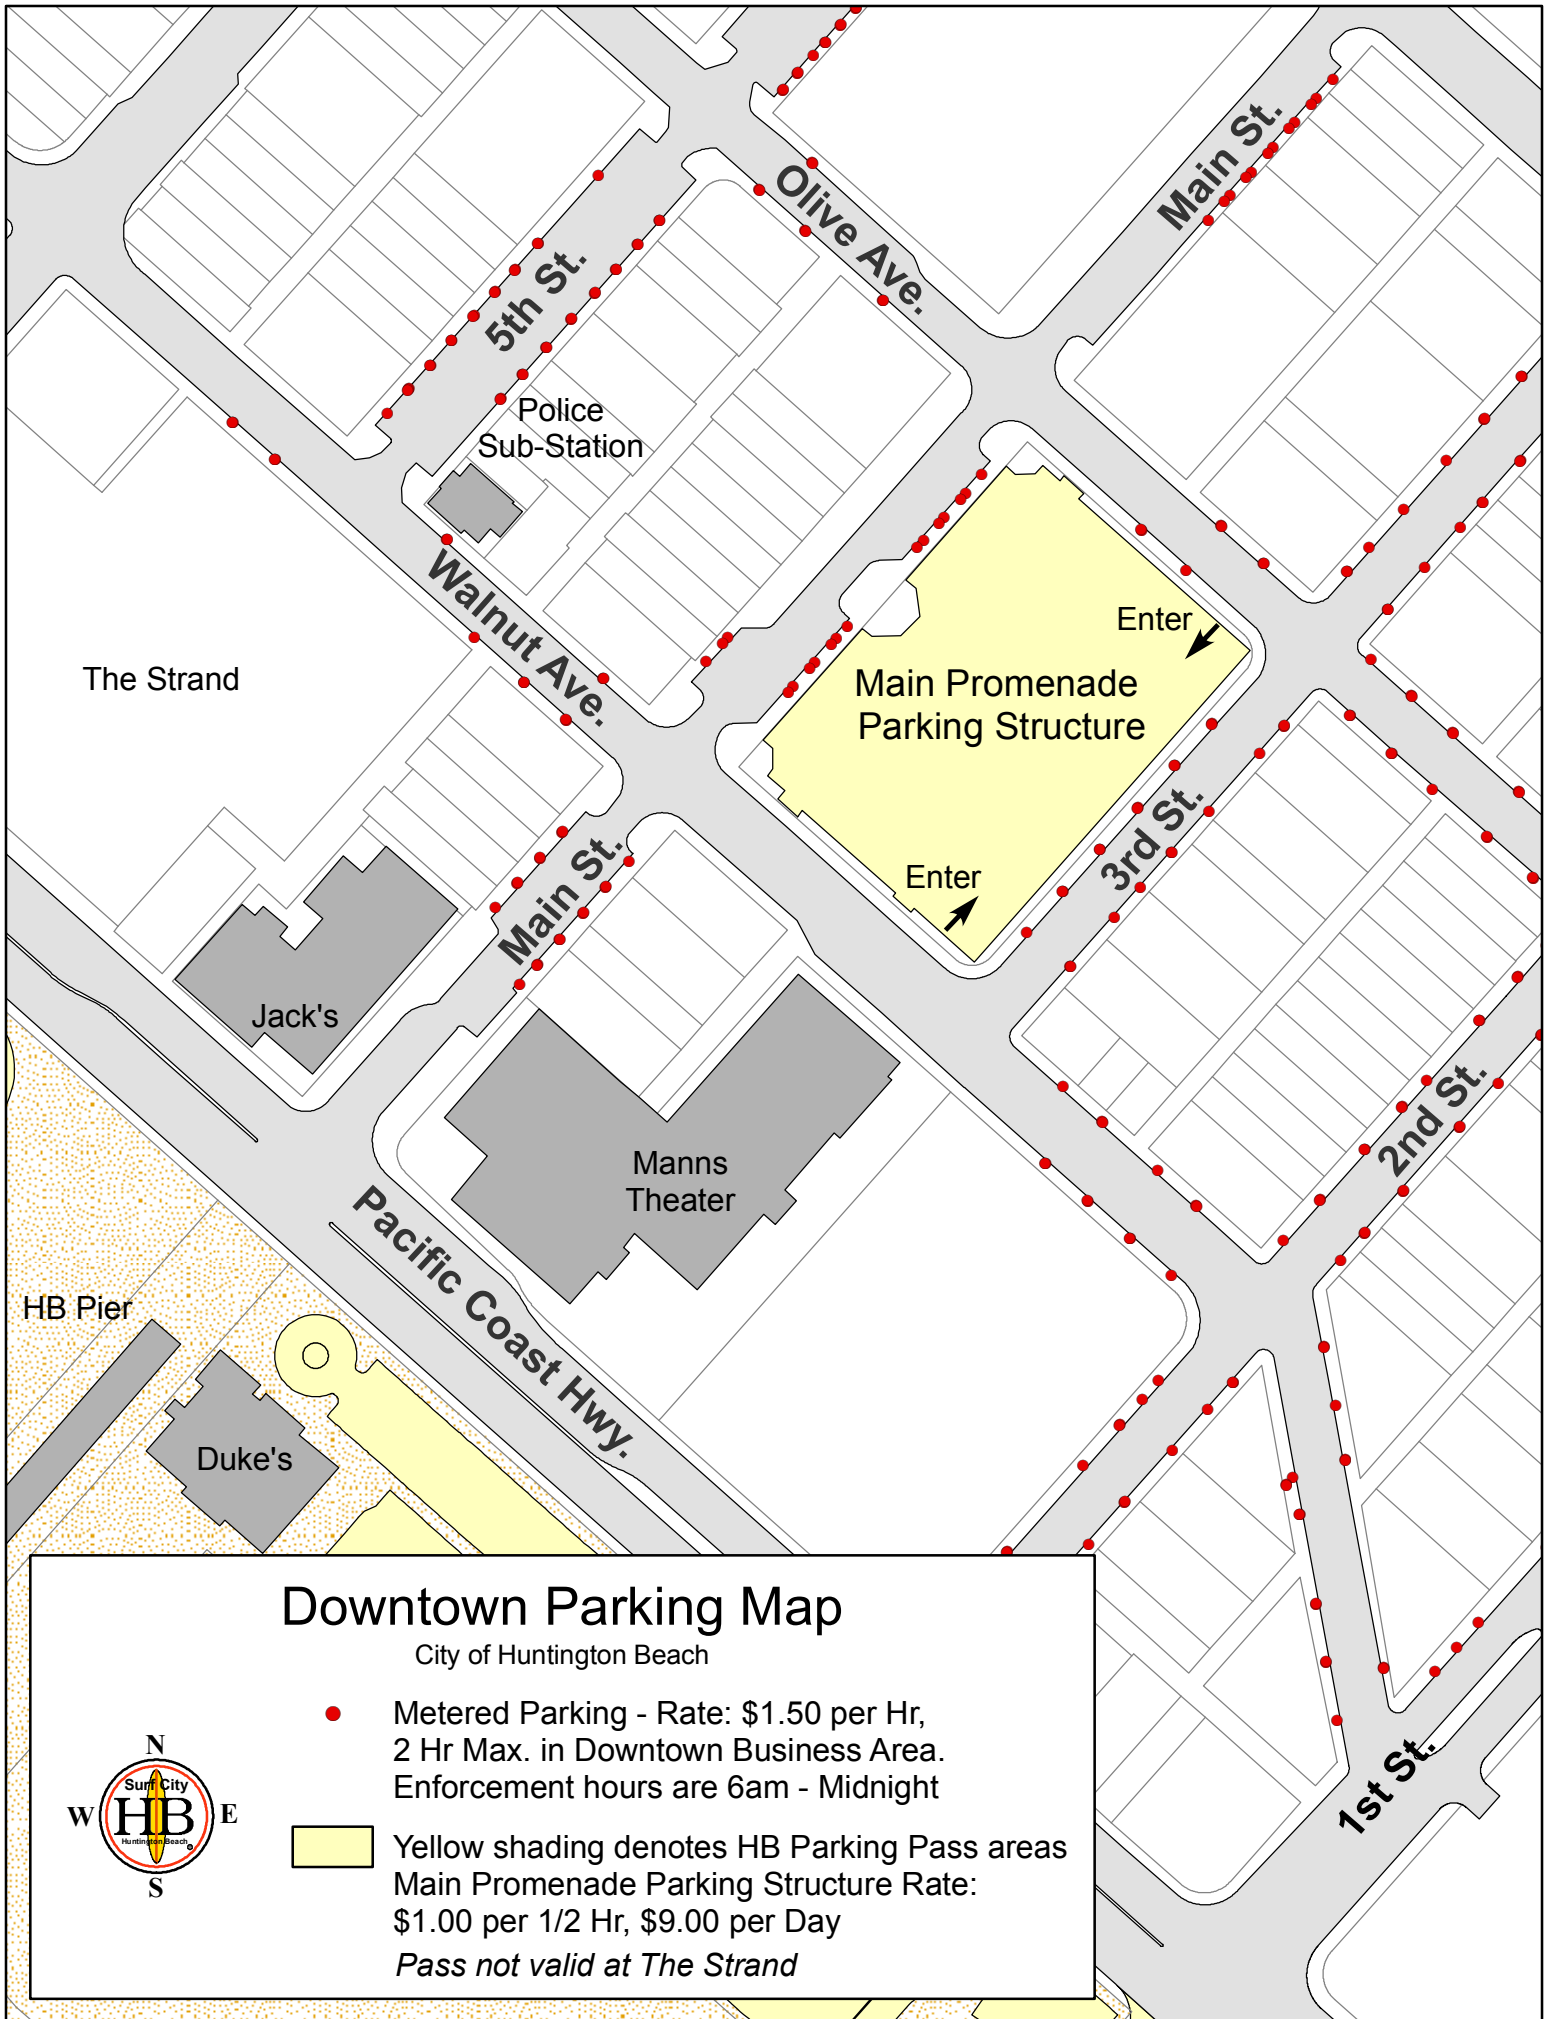 Main St.
Olive Ave.
5th St.
Police
Sub-Station
Walnut Ave.
Enter
The Strand
Main Promenade
Parking Structure
3rd St.
Main St.
Enter
Jack's
2nd St.
Manns
Theater
Pacific Coast Hwy.
HB Pier
Duke's
1st St.
Downtown Parking Map
City of Huntington Beach
Metered Parking - Rate: $1.50 per Hr,
2 Hr Max. in Downtown Business Area.
Enforcement hours are 6am - Midnight
N
W
Surf City
HB
Huntington Beach
E
S
Yellow shading denotes HB Parking Pass areas
Main Promenade Parking Structure Rate:
$1.00 per 1/2 Hr, $9.00 per Day
Pass not valid at The Strand